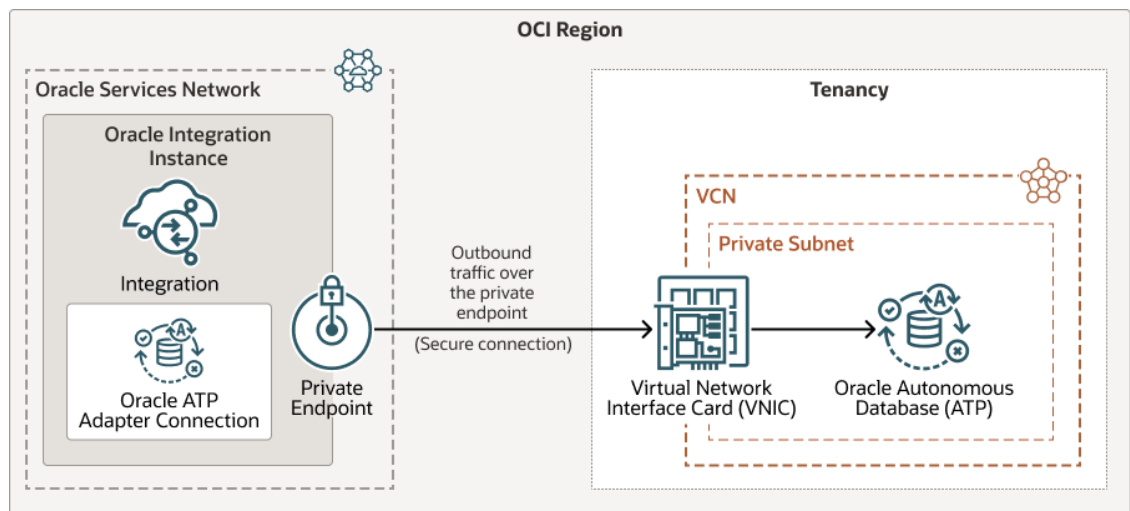 OCI Region
Oracle Services Network
Oracle Integration
Instance
Integration
A
Oracle ATP
Adapter Connection
Private
Endpoint
Outbound
traffic over
the private
endpoint
(Secure connection)
Tenancy
VCN
Private Subnet
Virtual Network
Interface Card (VNIC)
A
Oracle Autonomous
Database (ATP)